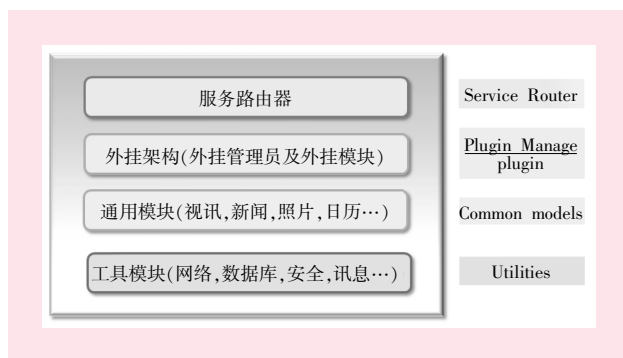 服务路由器
Service Router
外挂架构(外挂管理员及外挂模块)
Plugin Manage
plugin
通用模块(视讯,新闻,照片,日历…)
Common models
工具模块(网络,数据库,安全,讯息…)
Utilities